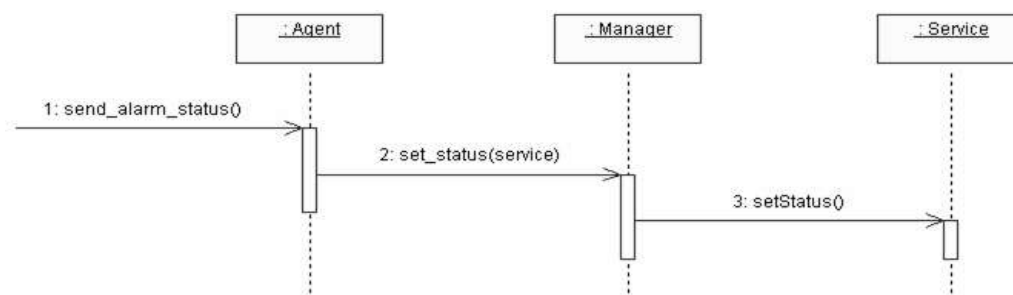 : Agent
: Manager
: Service
1: send_alarm_status()
2: set_status(service)
3: setStatus()